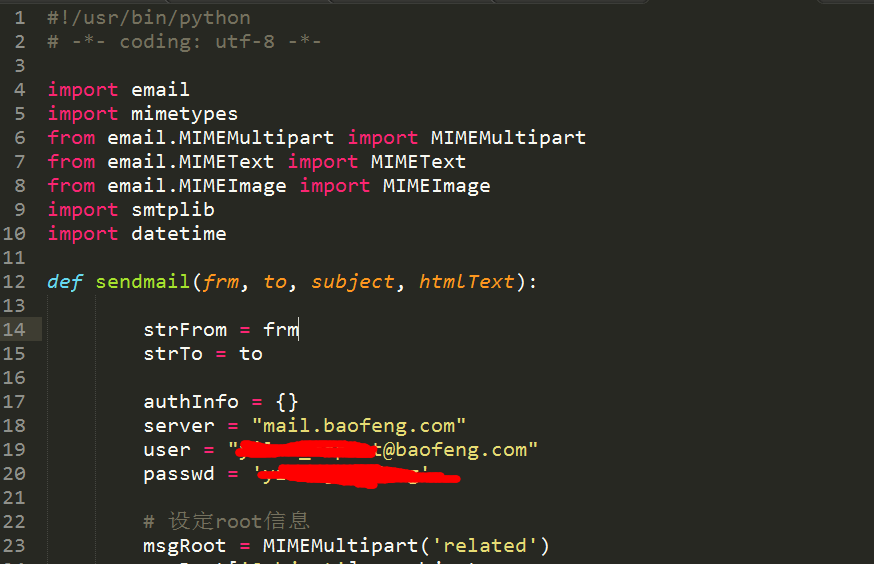 1 #!/usr/bin/python
2 # -*- coding: utf-8 -*-
3
4 import email
5 import mimetypes
6 from email.MIMEMultipart import MIMEMultipart
7 from email.MIMEText import MIMEText
8 from email.MIMEImage import MIMEImage
9 import smtplib
10 import datetime
11
12 def sendmail(frm, to, subject, htmlText):
13
14 strFrom = frm
15 strTo = to
16
17 authInfo = {}
18 server = "mail.baofeng.com"
19 user = "t@baofeng.com"
20 passwd = '
21
22 # 设定root信息
23 msgRoot = MIMEMultipart('related')